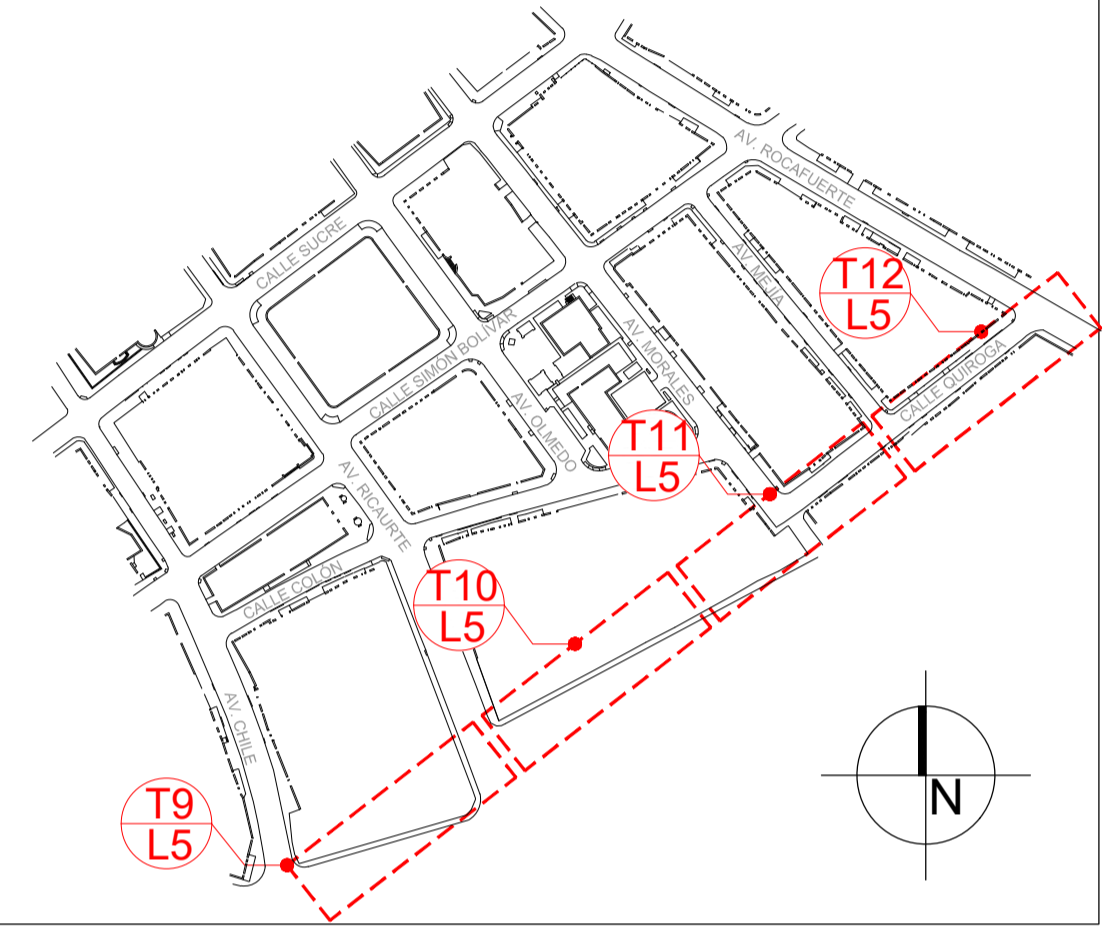 AV. ROCAFUERTE
CALLE SUCRE
AV. MEJIA
T12
L5
CALLE SIMÓN BOLÍVAR
AV. MORALES
CALLE QUIROGA
AV. OLMEDO
T11
L5
AV. RICAURTE
CALLE COLÓN
T10
L5
AV. CHILE
T9
L5
N